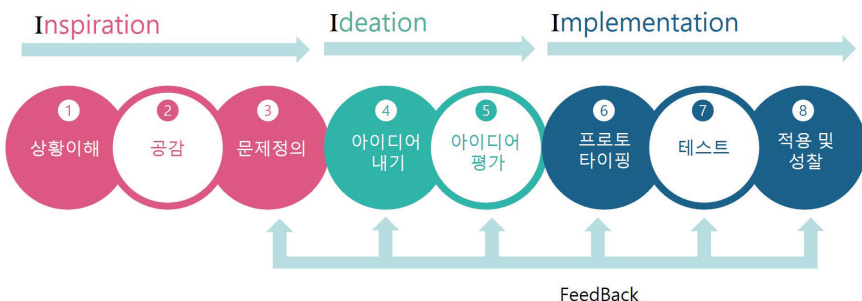 Inspiration
Ideation
Implementation
1
상황이해
2
공감
3
문제정의
4
아이디어
내기
5
아이디어
평가
6
프로토
타이핑
7
테스트
8
적용 및
성찰
FeedBack